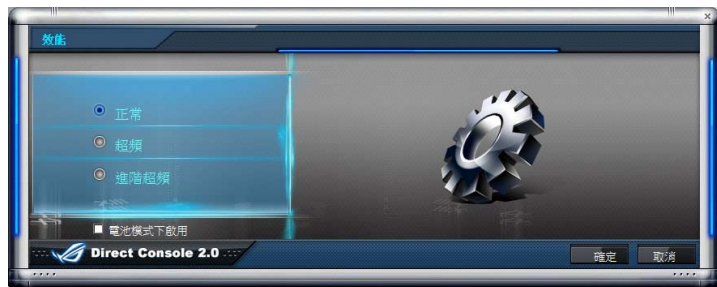 效能
正常
超頻
進階超頻
電池模式下啟用
Direct Console 2.0
確定 取消